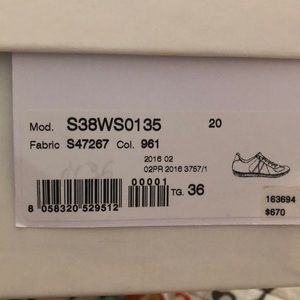 Mod. S38WS0135 20
Fabric S47267 Col. 961
2016 02
02PR 2016 3757/1
00001 TG. 36
8 058320 529512
163694
$670